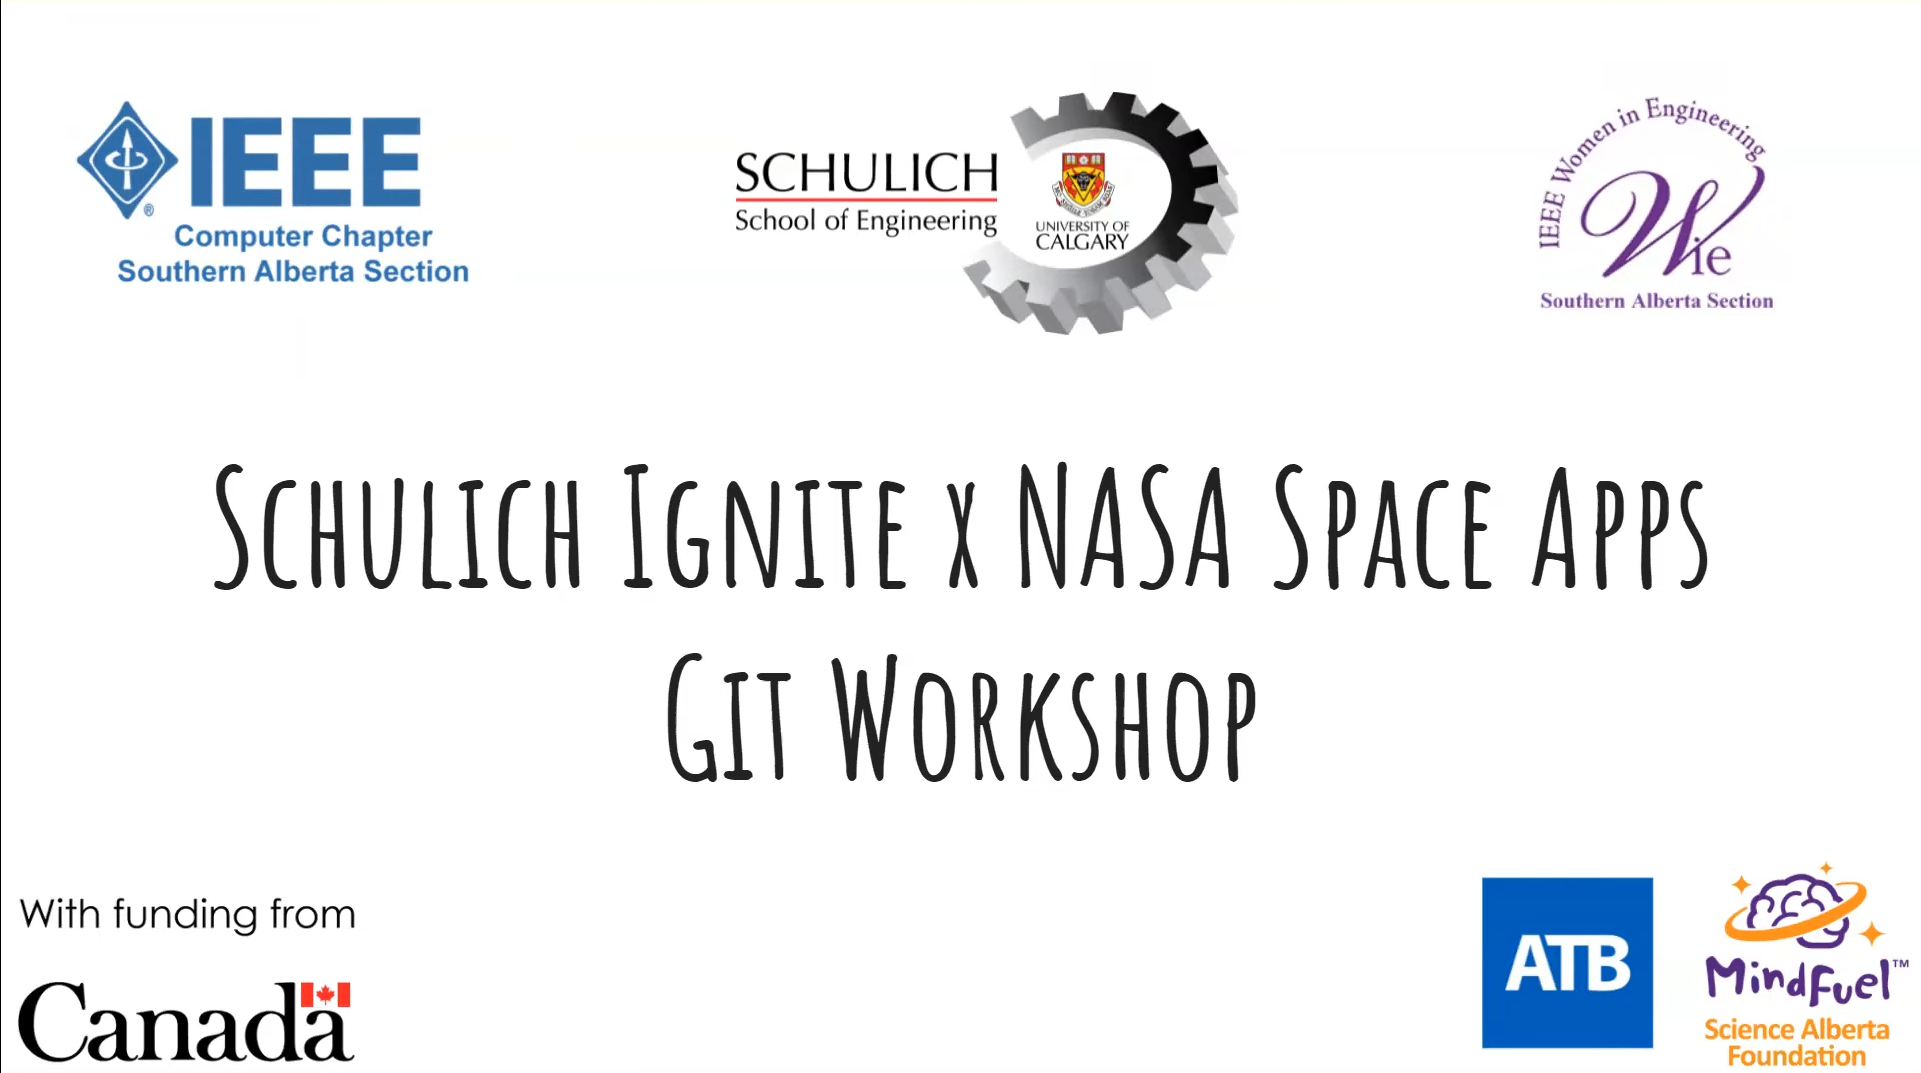 IEEE
®
Computer Chapter
Southern Alberta Section
SCHULICH
School of Engineering
UNIVERSITY OF
CALGARY
IEEE Women in Engineering
Wie
Southern Alberta Section
Schulich Ignite x NASA Space Apps
Git Workshop
With funding from
Canada
ATB
MindFuel™
Science Alberta
Foundation